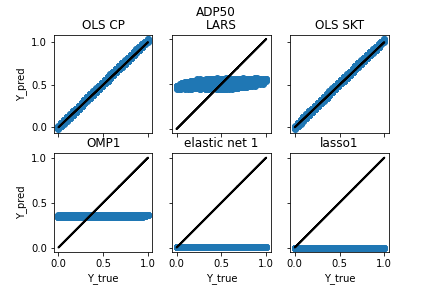 ADP50
OLS CP
LARS
OLS SKT
Y_pred
1.0
0.5
0.0
OMP1
elastic net 1
lasso1
Y_pred
1.0
0.5
0.0
0.0 0.5 1.0
0.0 0.5 1.0
0.0 0.5 1.0
Y_true
Y_true
Y_true